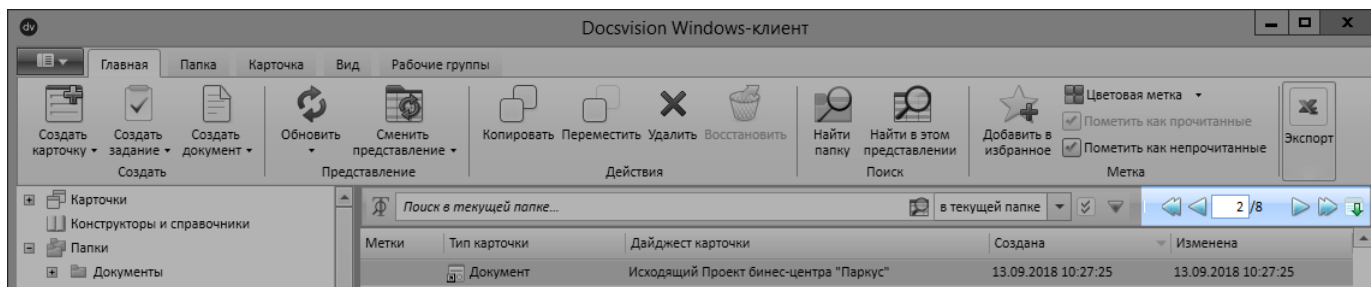 dv Docsvision Windows-клиент
Главная Папка Карточка Вид Рабочие группы
Создать карточку Создать задание Создать документ Обновить Сменить представление Копировать Переместить Удалить Восстановить Найти папку Найти в этом представлении Добавить в избранное Цветовая метка Пометить как прочитанные Пометить как непрочитанные Экспорт
Создать Представление Действия Поиск Метка
Карточки Поиск в текущей папке... в текущей папке 2 /8
Конструкторы и справочники
Папки Метки Тип карточки Дайджест карточки Создана Изменена
Документы Документ Исходящий Проект бинес-центра "Паркус" 13.09.2018 10:27:25 13.09.2018 10:27:25